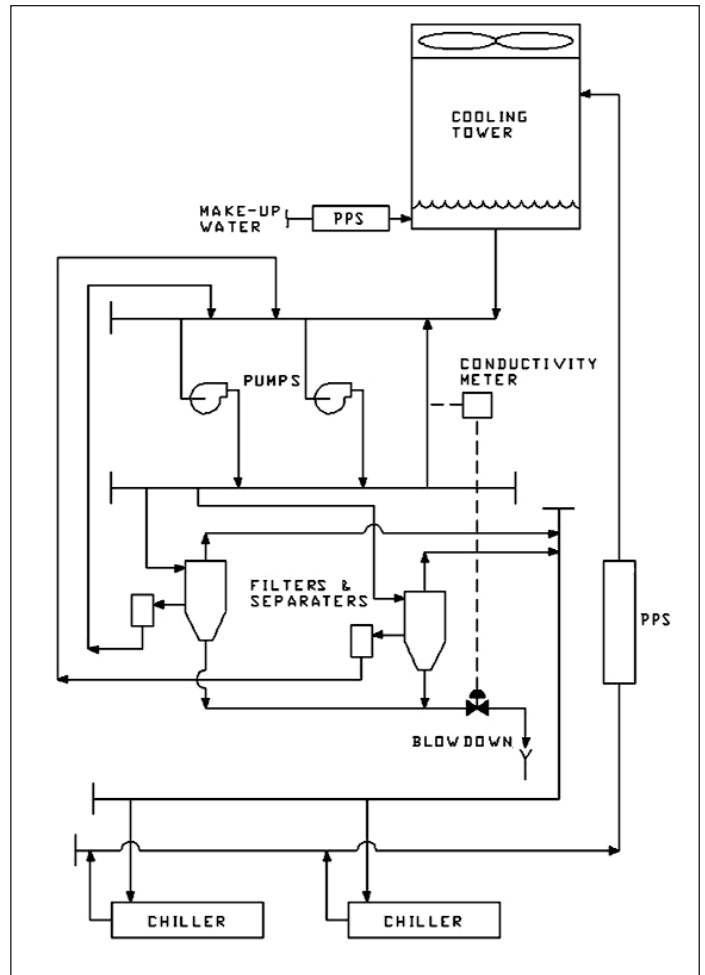 COOLING
TOWER
MAKE-UP
WATER
PPS
PUMPS
CONDUCTIVITY
METER
FILTERS &
SEPARATERS
PPS
BLOWDOWN
CHILLER
CHILLER